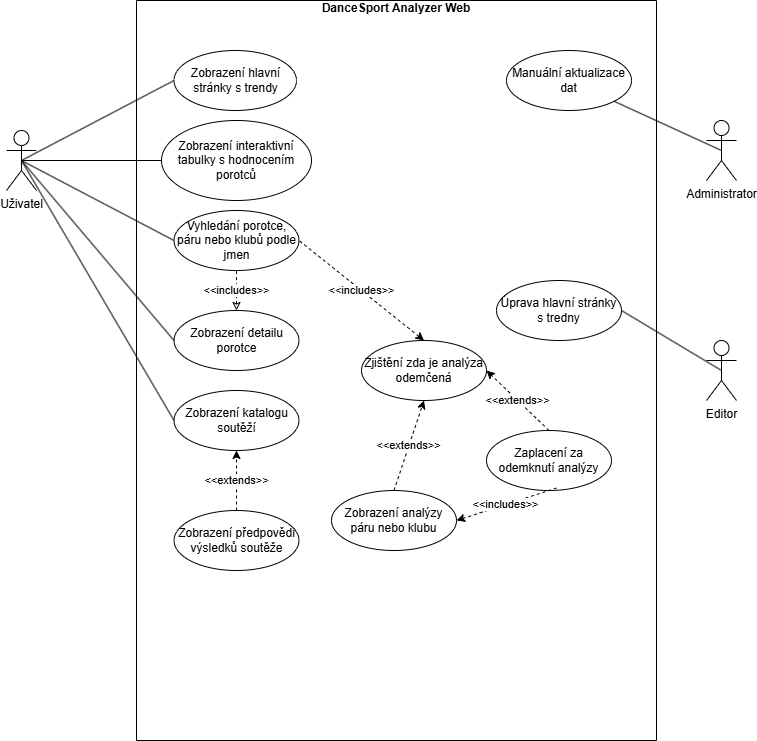 DanceSport Analyzer Web
Zobrazení hlavní
stránky s trendy
Manuální aktualizace
dat
Zobrazení interaktivní
tabulky s hodnocením
porotců
Uživatel
Administrator
Vyhledání porotce,
páru nebo klubů podle
jmen
<<includes>>
<<includes>>
Úprava hlavní stránky
s tredny
Zobrazení detailu
porotce
Zjištění zda je analýza
odemčená
Editor
<<extends>>
Zobrazení katalogu
soutěží
<<extends>>
Zaplacení za
odemknutí analýzy
<<extends>>
<<includes>>
Zobrazení analýzy
páru nebo klubu
Zobrazení předpovědi
výsledků soutěže